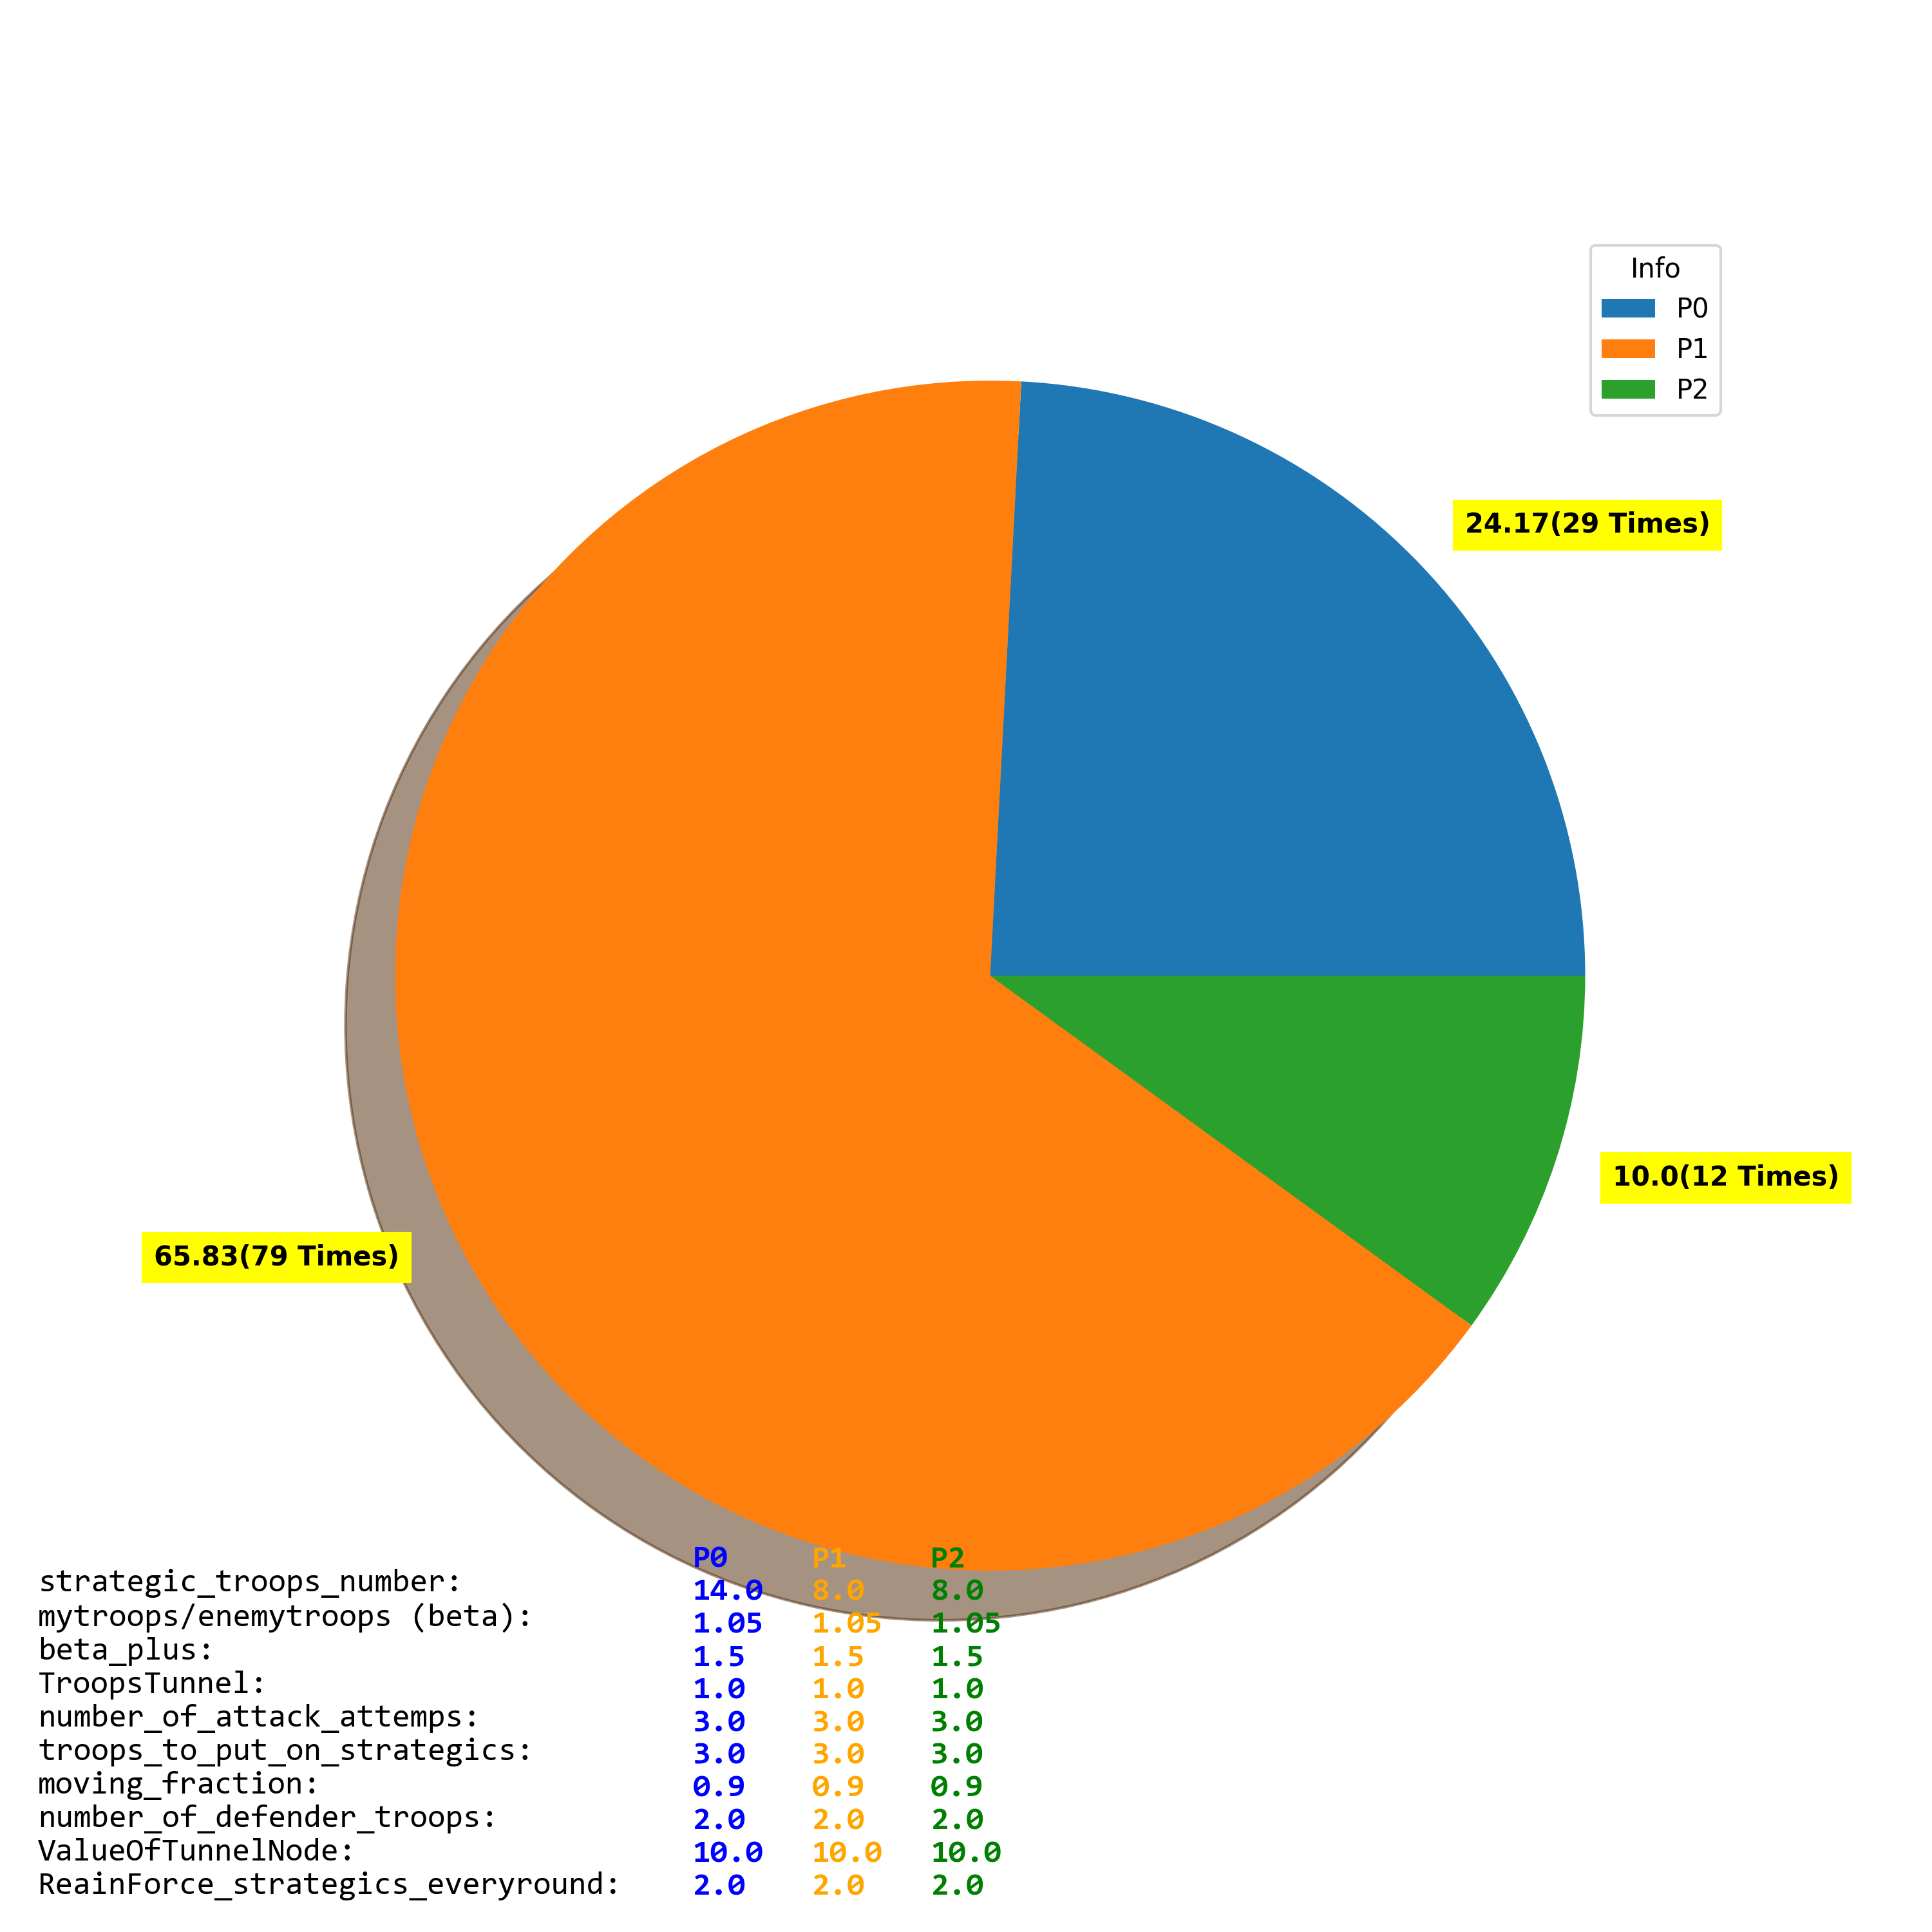 Info
P0
P1
P2
24.17(29 Times)
10.0(12 Times)
65.83(79 Times)
P0 P1 P2
strategic_troops_number: 14.0 8.0 8.0
mytroops/enemytroops (beta): 1.05 1.05 1.05
beta_plus: 1.5 1.5 1.5
TroopsTunnel: 1.0 1.0 1.0
number_of_attack_attemps: 3.0 3.0 3.0
troops_to_put_on_strategics: 3.0 3.0 3.0
moving_fraction: 0.9 0.9 0.9
number_of_defender_troops: 2.0 2.0 2.0
ValueOfTunnelNode: 10.0 10.0 10.0
ReainForce_strategics_everyround: 2.0 2.0 2.0